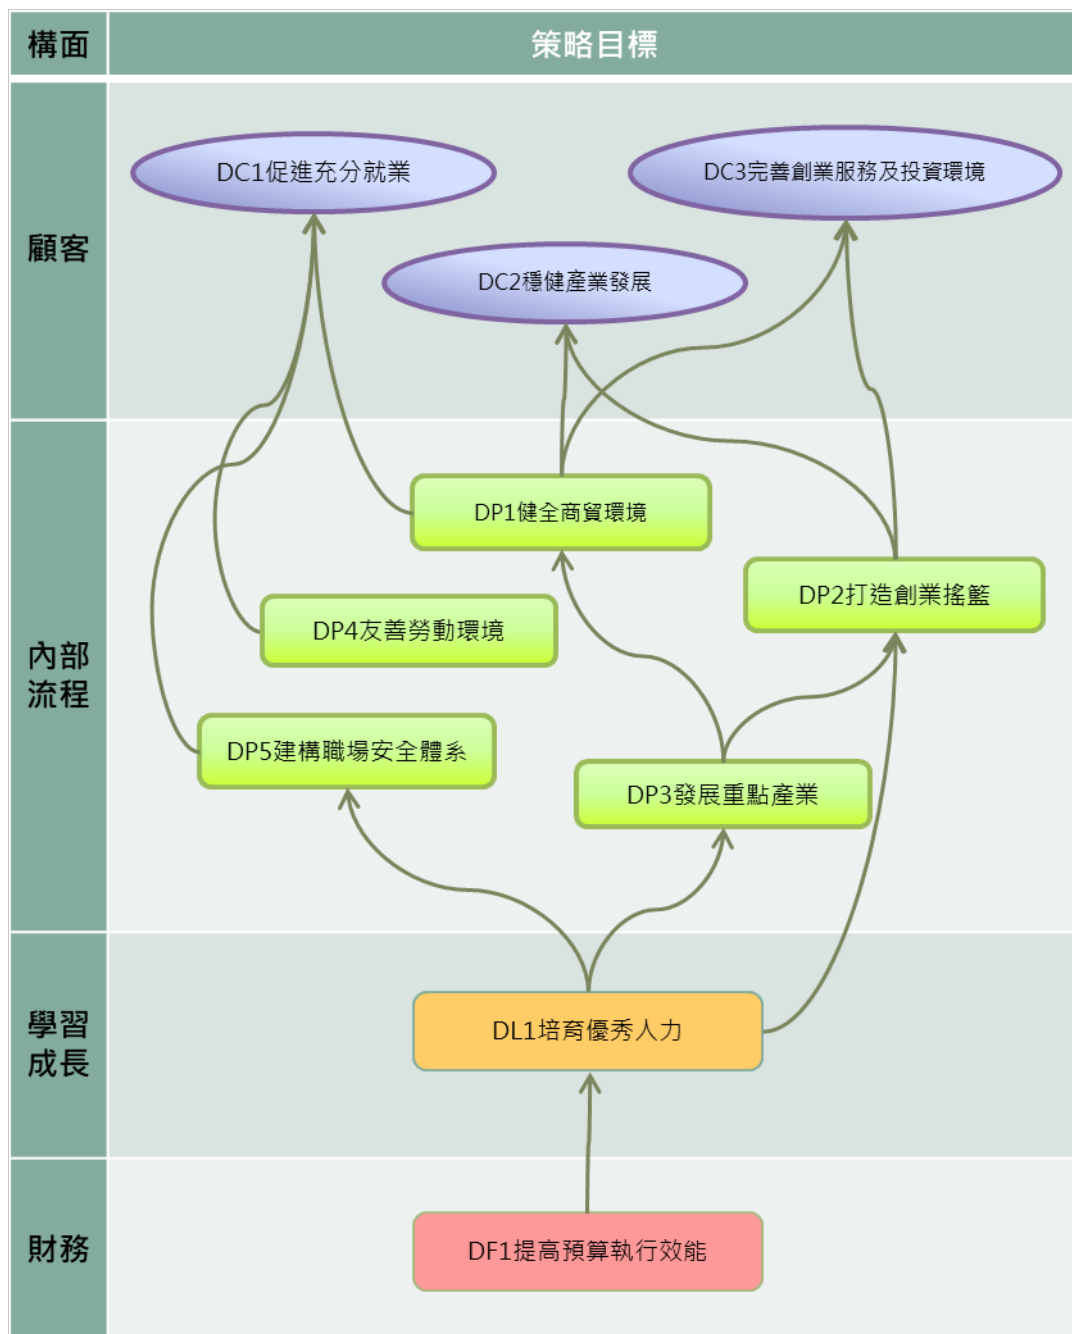 構面
策略目標
顧客
DC1促進充分就業
DC3完善創業服務及投資環境
DC2穩健產業發展
內部
流程
DP1健全商貿環境
DP2打造創業搖籃
DP4友善勞動環境
DP5建構職場安全體系
DP3發展重點產業
學習
成長
DL1培育優秀人力
財務
DF1提高預算執行效能